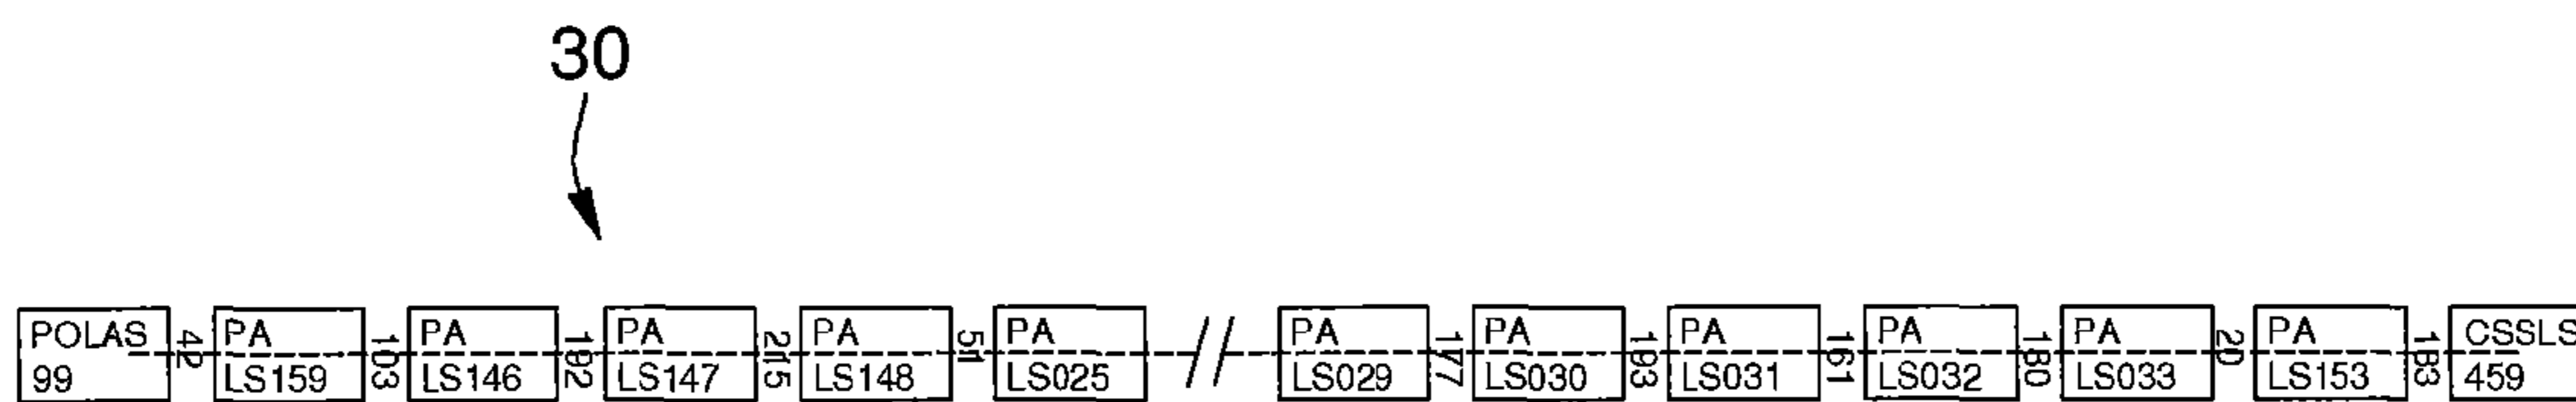 30
POLAS
99
42
PA
LS159
103
PA
LS146
192
PA
LS147
215
PA
LS148
51
PA
LS025
PA
LS029
177
PA
LS030
193
PA
LS031
161
PA
LS032
180
PA
LS033
20
PA
LS153
183
CSSLS
459